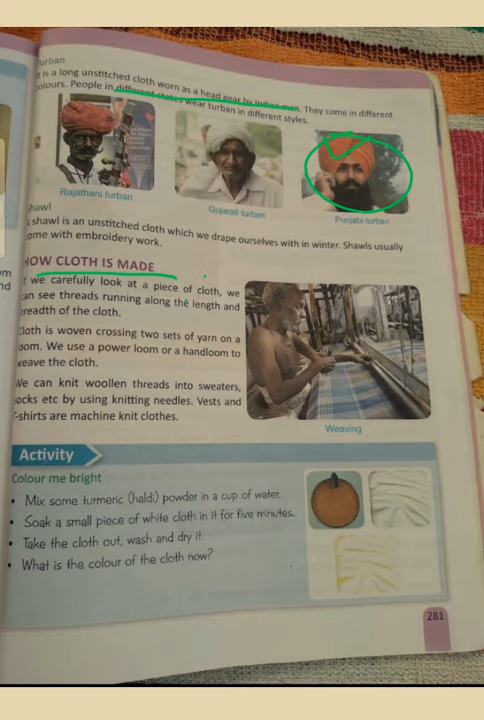 Turban
t is a long unstitched cloth worn as a head gear by Indian men. They come in different
colours. People in different states wear turban in different styles.
Rajathani turban
Gujarati turban
Punjabi turban
hawl
shawl is an unstitched cloth which we drape ourselves with in winter. Shawls usually
ome with embroidery work.
HOW CLOTH IS MADE
f we carefully look at a piece of cloth, we
can see threads running along the length and
breadth of the cloth.
Cloth is woven crossing two sets of yarn on a
oom. We use a power loom or a handloom to
weave the cloth.
We can knit woollen threads into sweaters,
socks etc by using knitting needles. Vests and
T-shirts are machine knit clothes.
Weaving
Activity
Colour me bright
• Mix some turmeric (haldi) powder in a cup of water.
• Soak a small piece of white cloth in it for five minutes.
• Take the cloth out, wash and dry it.
• What is the colour of the cloth now?
281